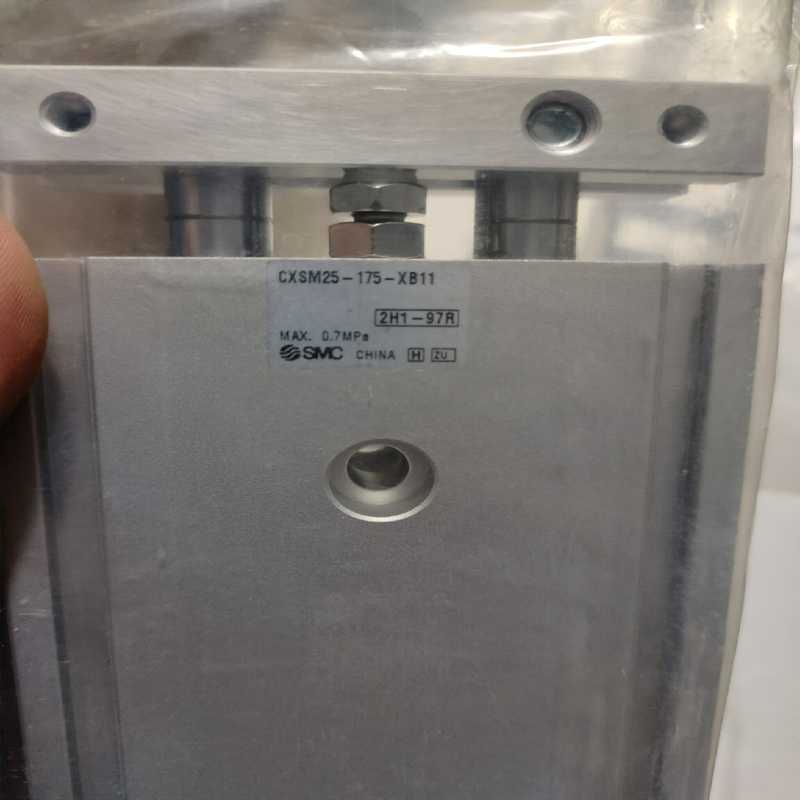 CXSM25-175-XB11
2H1-97R
MAX. 0.7MPa
SMC CHINA H ZU